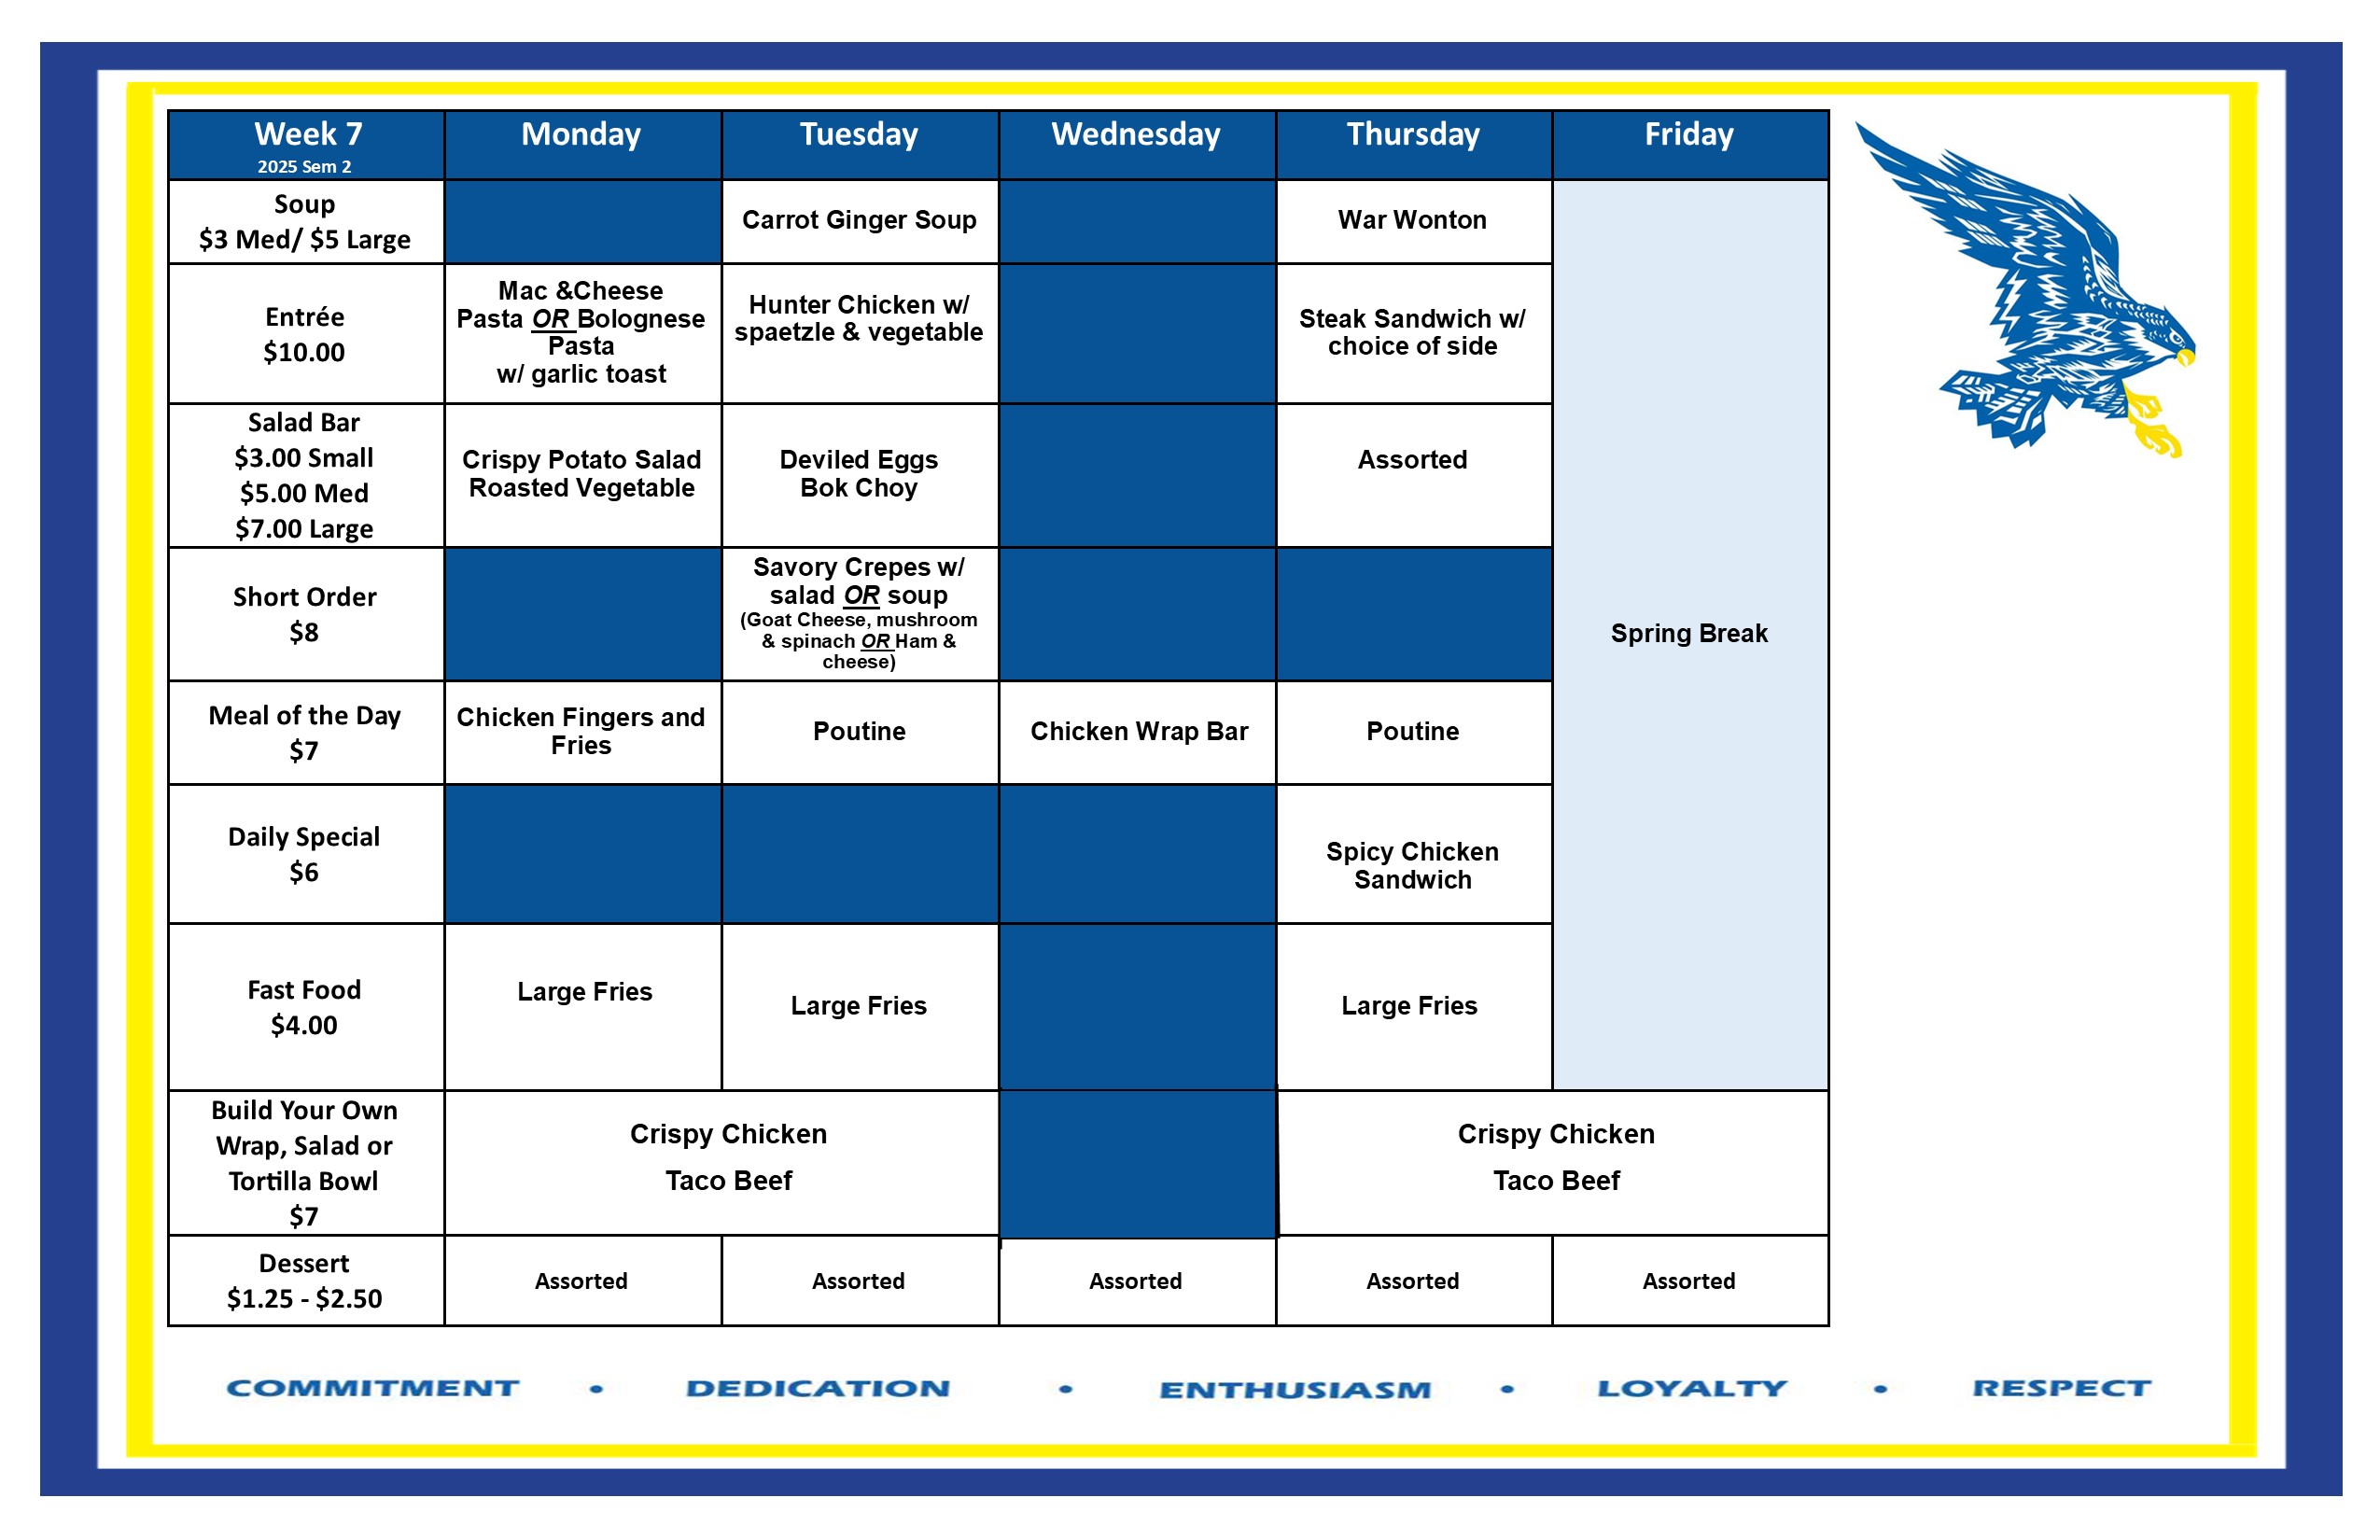 Week 7
2025 Sem 2
Monday
Tuesday
Wednesday
Thursday
Friday
Soup
$3 Med/ $5 Large
Carrot Ginger Soup
War Wonton
Entrée
$10.00
Mac &Cheese
Pasta OR Bolognese
Pasta
w/ garlic toast
Hunter Chicken w/
spaetzle & vegetable
Steak Sandwich w/
choice of side
Salad Bar
$3.00 Small
$5.00 Med
$7.00 Large
Crispy Potato Salad
Roasted Vegetable
Deviled Eggs
Bok Choy
Assorted
Short Order
$8
Savory Crepes w/
salad OR soup
(Goat Cheese, mushroom
& spinach OR Ham &
cheese)
Spring Break
Meal of the Day
$7
Chicken Fingers and
Fries
Poutine
Chicken Wrap Bar
Poutine
Daily Special
$6
Spicy Chicken
Sandwich
Fast Food
$4.00
Large Fries
Large Fries
Large Fries
Build Your Own
Wrap, Salad or
Tortilla Bowl
$7
Crispy Chicken
Taco Beef
Crispy Chicken
Taco Beef
Dessert
$1.25 - $2.50
Assorted
Assorted
Assorted
Assorted
Assorted
COMMITMENT • DEDICATION • ENTHUSIASM • LOYALTY • RESPECT